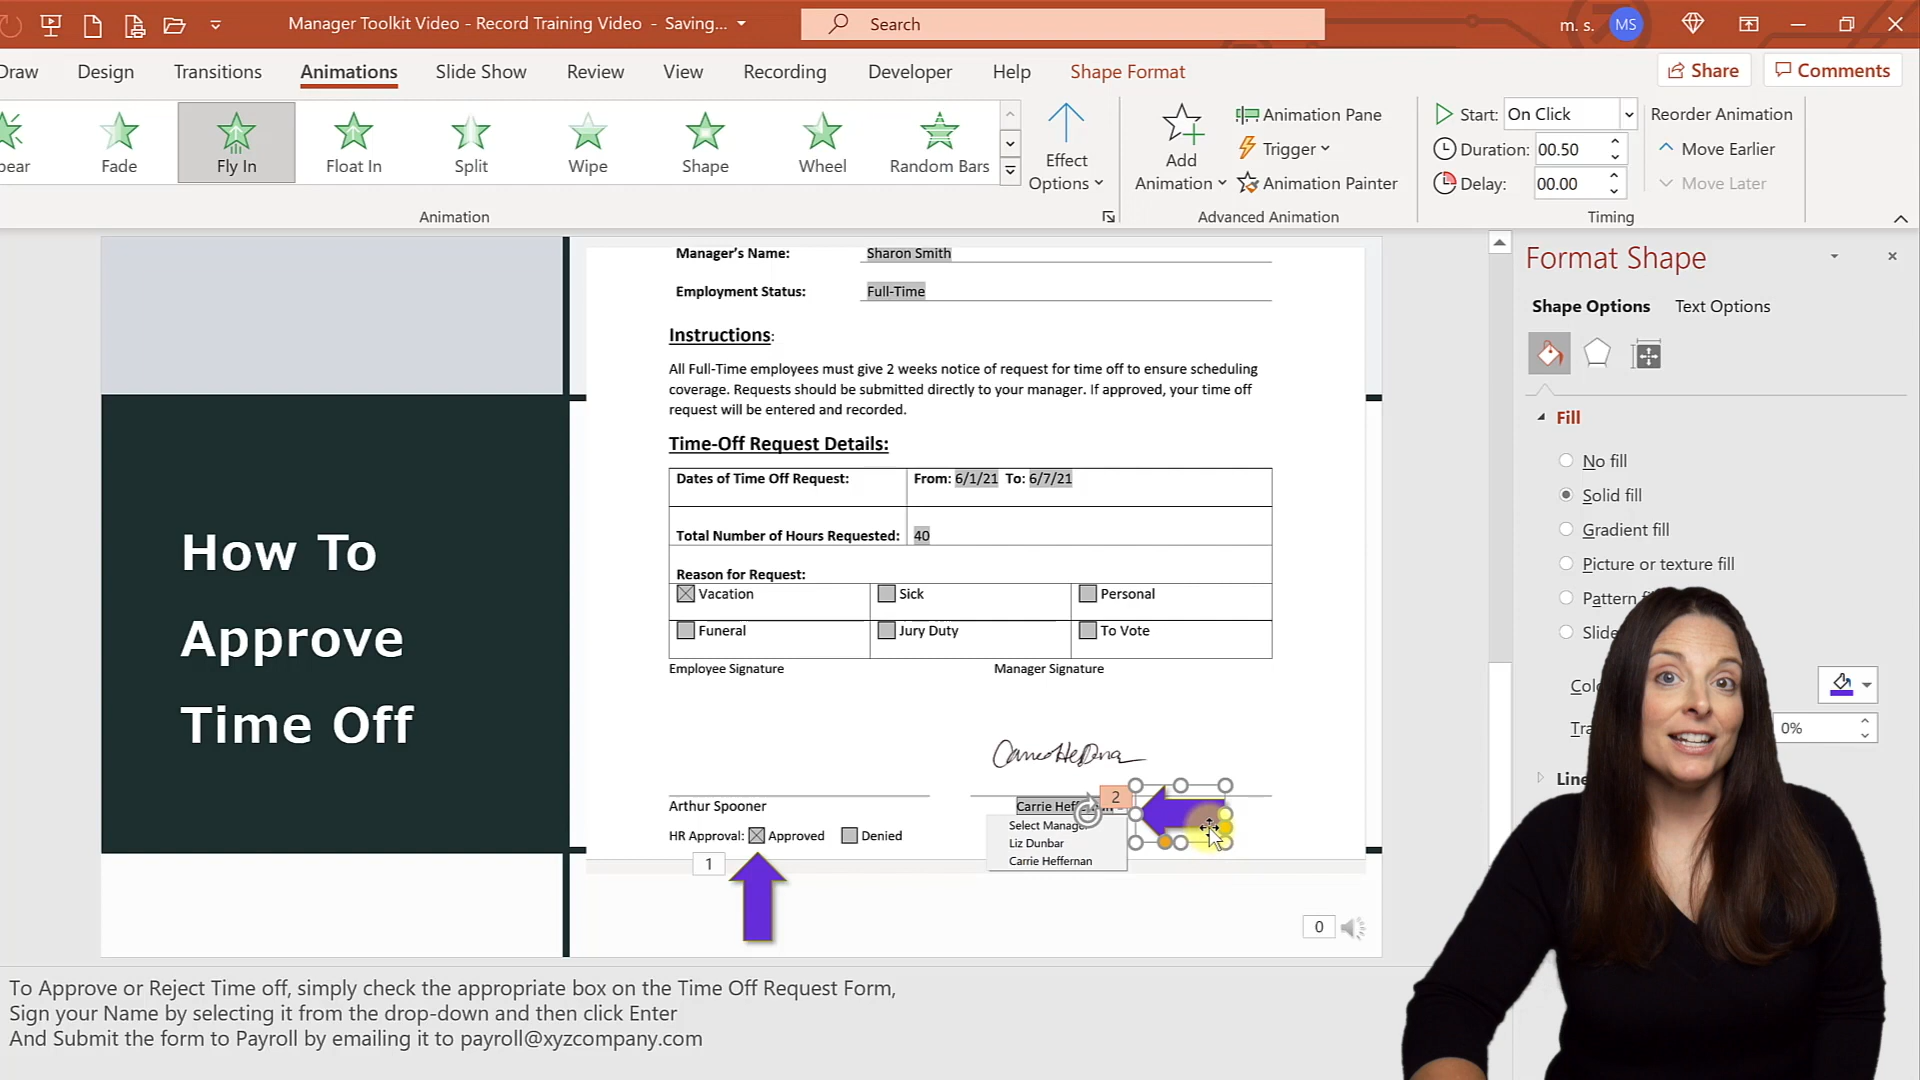 Manager Toolkit Video - Record Training Video - Saving...
Search
m. s.
MS
Draw
Design
Transitions
Animations
Slide Show
Review
View
Recording
Developer
Help
Shape Format
Share
Comments
Fade
Fly In
Float In
Split
Wipe
Shape
Wheel
Random Bars
Effect
Options
Add
Animation
Animation Pane
Trigger
Animation Painter
Start: On Click
Duration: 00.50
Delay: 00.00
Reorder Animation
Move Earlier
Move Later
Animation
Advanced Animation
Timing
How To
Approve
Time Off
Manager's Name: Sharon Smith
Employment Status: Full-Time
Instructions:
All Full-Time employees must give 2 weeks notice of request for time off to ensure scheduling
coverage. Requests should be submitted directly to your manager. If approved, your time off
request will be entered and recorded.
Time-Off Request Details:
Dates of Time Off Request: From: 6/1/21 To: 6/7/21
Total Number of Hours Requested: 40
Reason for Request:
Vacation Sick Personal
Funeral Jury Duty To Vote
Employee Signature Manager Signature
Arthur Spooner
Carrie
2
HR Approval: Approved Denied
Select
Liz Dunbar
Carrie Heffernan
1
0
Format Shape
Shape Options Text Options
Fill
No fill
Solid fill
Gradient fill
Picture or texture fill
Pattern
0%
To Approve or Reject Time off, simply check the appropriate box on the Time Off Request Form,
Sign your Name by selecting it from the drop-down and then click Enter
And Submit the form to Payroll by emailing it to payroll@xyzcompany.com